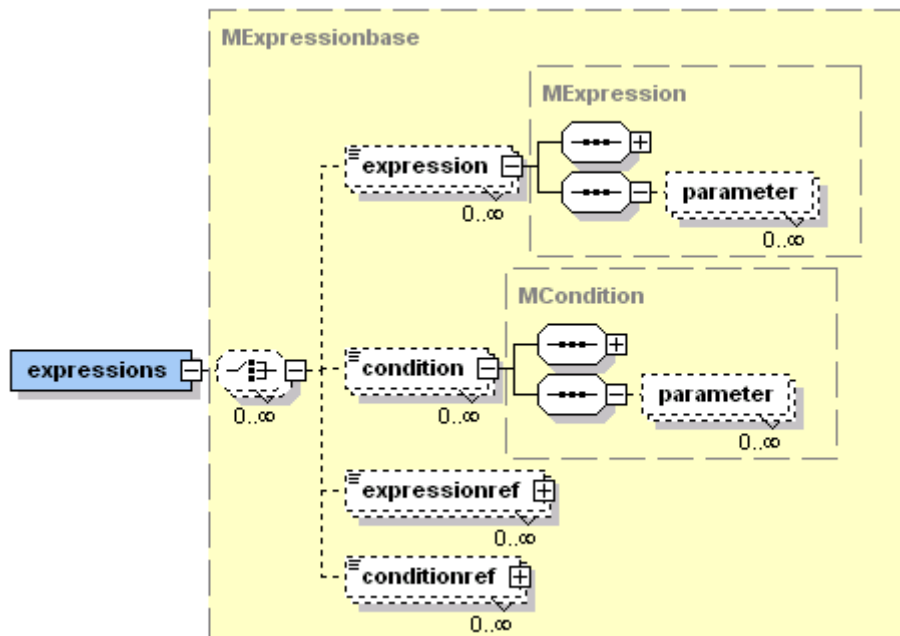 MExpressionbase
MExpression
expression
0..∞
parameter
0..∞
MCondition
expressions
0..∞
condition
0..∞
parameter
0..∞
expressionref
0..∞
conditionref
0..∞